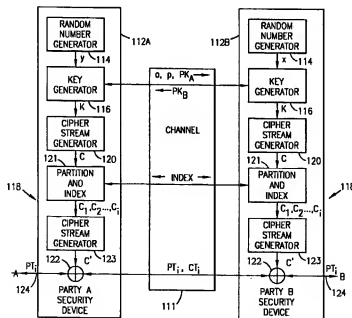 112A
RANDOM
NUMBER
GENERATOR
114
y
KEY
GENERATOR
116
K
CIPHER
STREAM
GENERATOR
120
C
121
PARTITION
AND
INDEX
118
C1, C2...,Ci
CIPHER
STREAM
GENERATOR
123
122
C'
A
PTi
124
PARTY A
SECURITY
DEVICE
PKA
PKB
CHANNEL
INDEX
PTi, CTi
111
112B
RANDOM
NUMBER
GENERATOR
114
x
KEY
GENERATOR
116
K
CIPHER
STREAM
GENERATOR
120
C
121
PARTITION
AND
INDEX
118
C1, C2...,Ci
CIPHER
STREAM
GENERATOR
123
122
C'
PTi
B
124
PARTY B
SECURITY
DEVICE